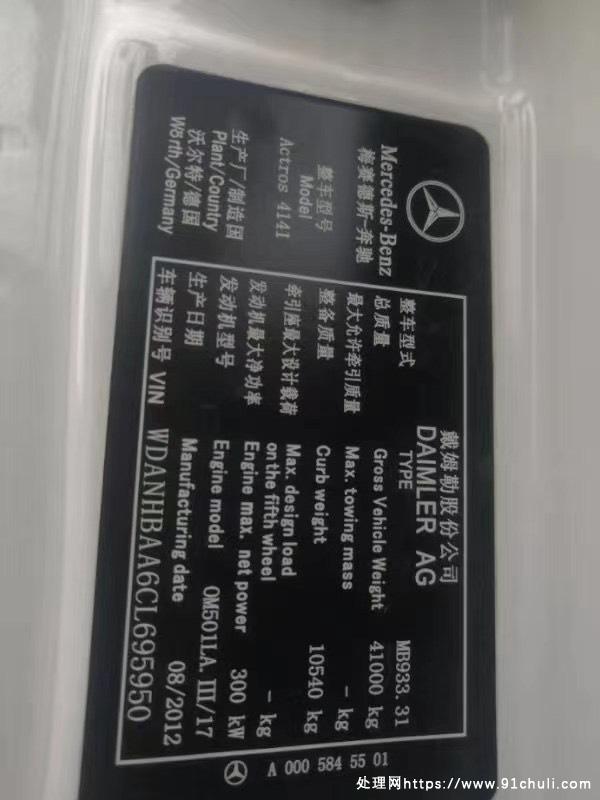 Mercedes-Benz
梅赛德斯-奔驰
整车型号
Model
Actros 4141
生产厂/制造国
Plant/Country
沃尔特/德国
Wörth/Germany
戴姆勒股份公司
DAIMLER AG
整车型式 TYPE MB933.31
总质量 Gross Vehicle Weight 41000 kg
最大允许牵引质量 Max. towing mass - kg
整备质量 Curb weight 10540 kg
牵引座最大设计载荷 Max. design load
on the fifth wheel - kg
发动机最大净功率 Engine max. net power 300 kW
发动机型号 Engine model OM501LA.III/17
生产日期 Manufacturing date 08/2012
车辆识别号 VIN WDANHBAA6CL695950
A 000 584 55 01
处理网https://www.91chuli.com